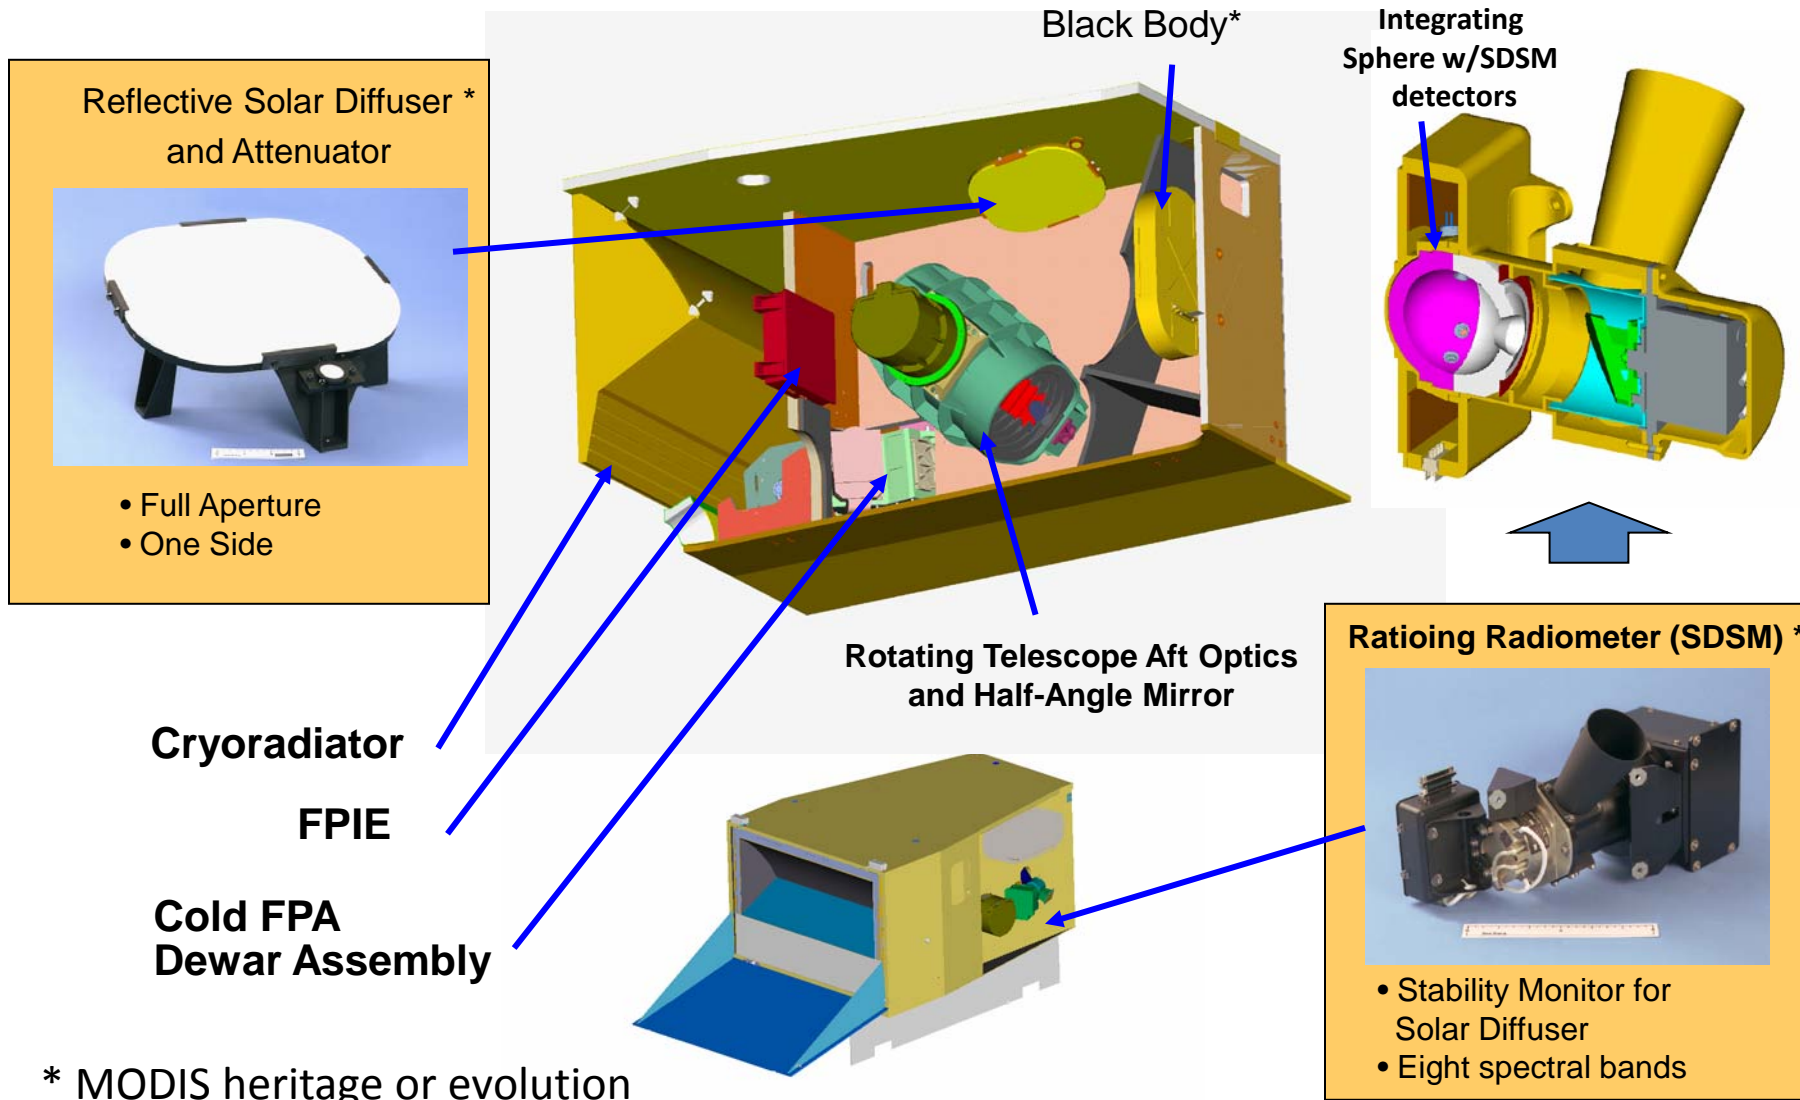 Black Body*
Integrating
Sphere w/SDSM
detectors
Reflective Solar Diffuser *
and Attenuator
• Full Aperture
• One Side
Rotating Telescope Aft Optics
and Half-Angle Mirror
Cryoradiator
FPIE
Cold FPA
Dewar Assembly
Ratioing Radiometer (SDSM) *
• Stability Monitor for
Solar Diffuser
• Eight spectral bands
* MODIS heritage or evolution